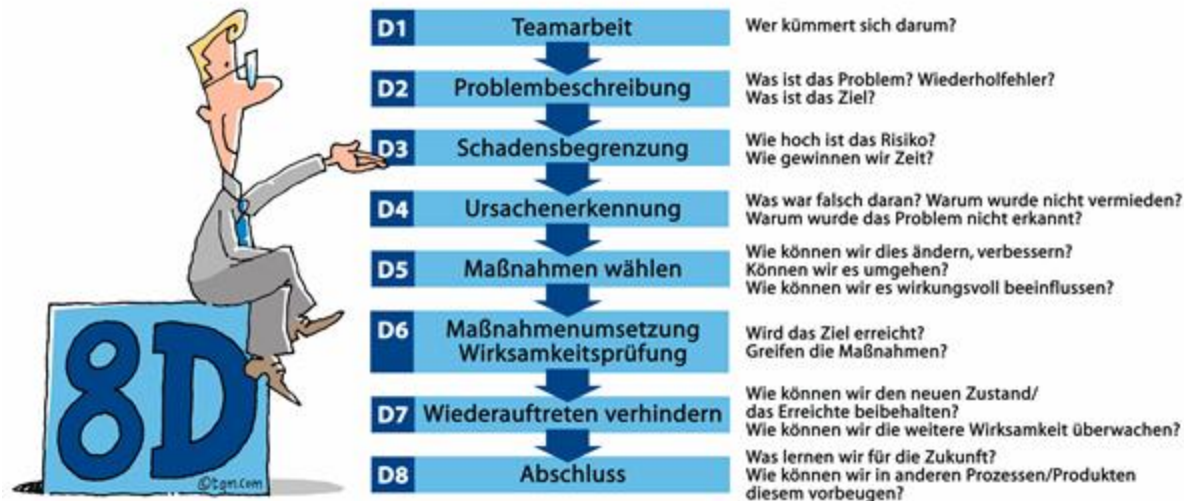 D1 Teamarbeit Wer kümmert sich darum?
D2 Problembeschreibung Was ist das Problem? Wiederholfehler?
Was ist das Ziel?
D3 Schadensbegrenzung Wie hoch ist das Risiko?
Wie gewinnen wir Zeit?
D4 Ursachenerkennung Was war falsch daran? Warum wurde nicht vermieden?
Warum wurde das Problem nicht erkannt?
D5 Maßnahmen wählen Wie können wir dies ändern, verbessern?
Können wir es umgehen?
Wie können wir es wirkungsvoll beeinflussen?
D6 Maßnahmenumsetzung
Wirksamkeitsprüfung
Wird das Ziel erreicht?
Greifen die Maßnahmen?
D7 Wiederauftreten verhindern Wie können wir den neuen Zustand/
das Erreichte beibehalten?
Wie können wir die weitere Wirksamkeit überwachen?
D8 Abschluss Was lernen wir für die Zukunft?
Wie können wir in anderen Prozessen/Produkten
diesem vorbeugen?
8D
©tqm.com